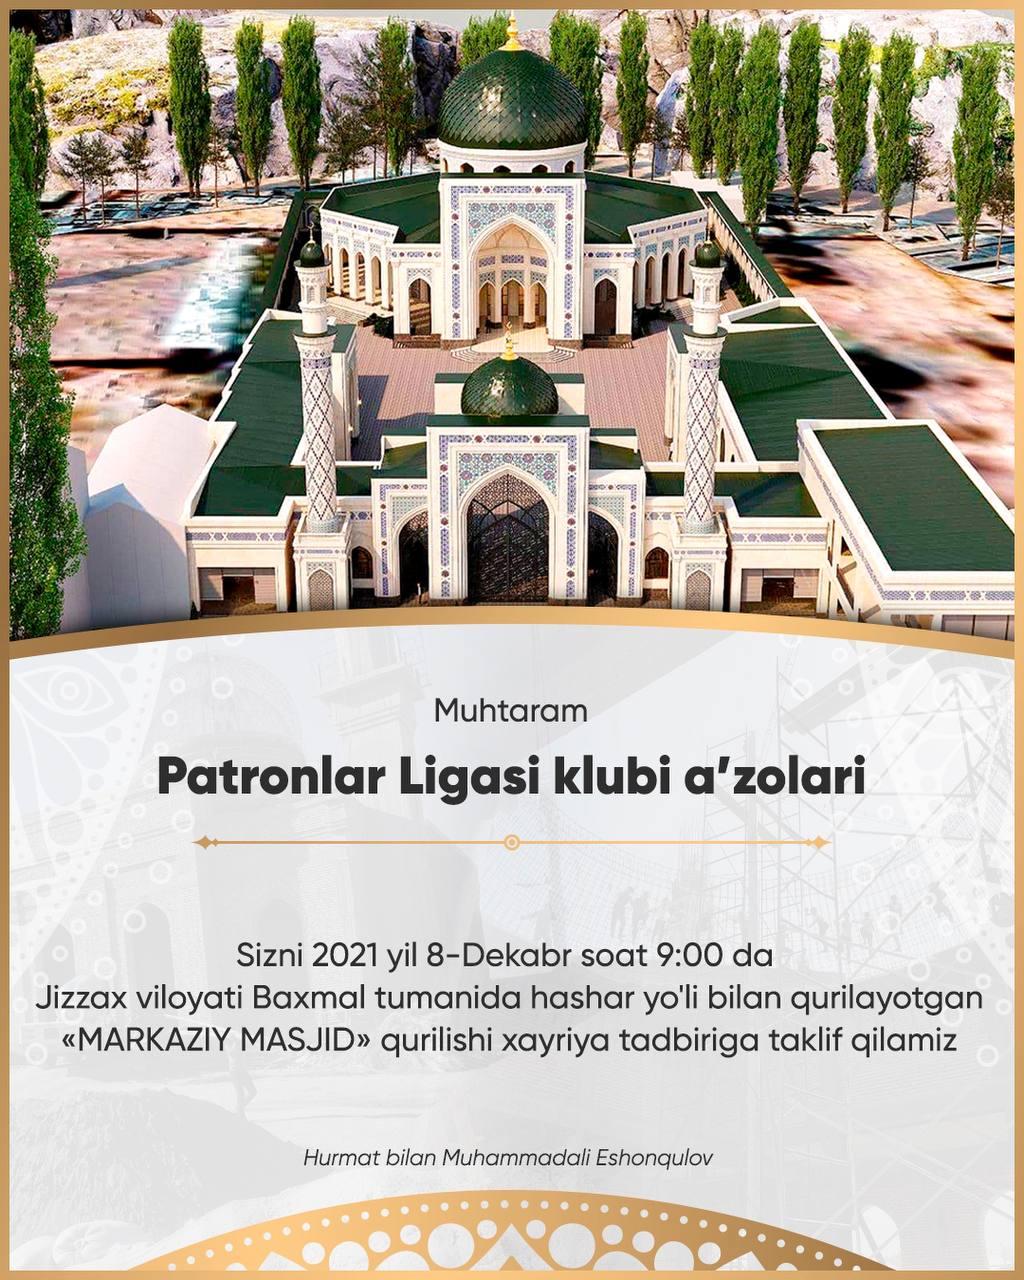 Muhtaram
Patronlar Ligasi klubi a’zolari
Sizni 2021 yil 8-Dekabr soat 9:00 da
Jizzax viloyati Baxmal tumanida hashar yo'li bilan qurilayotgan
«MARKAZIY MASJID» qurilishi xayriya tadbiriga taklif qilamiz
Hurmat bilan Muhammadali Eshonqulov